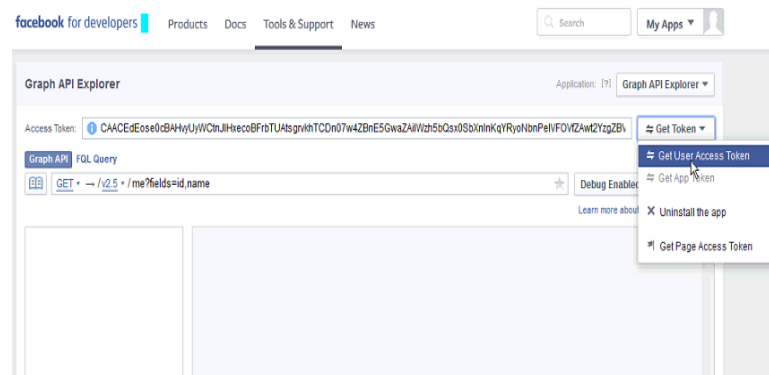 facebook for developers Products Docs Tools & Support News Search My Apps
Graph API Explorer Application: [?] Graph API Explorer
Access Token: Get Token
Graph API FQL Query
GET → /v2.5 /me?fields=id,name Debug Enabled
Learn more about
Get User Access Token
Get App Token
Uninstall the app
Get Page Access Token